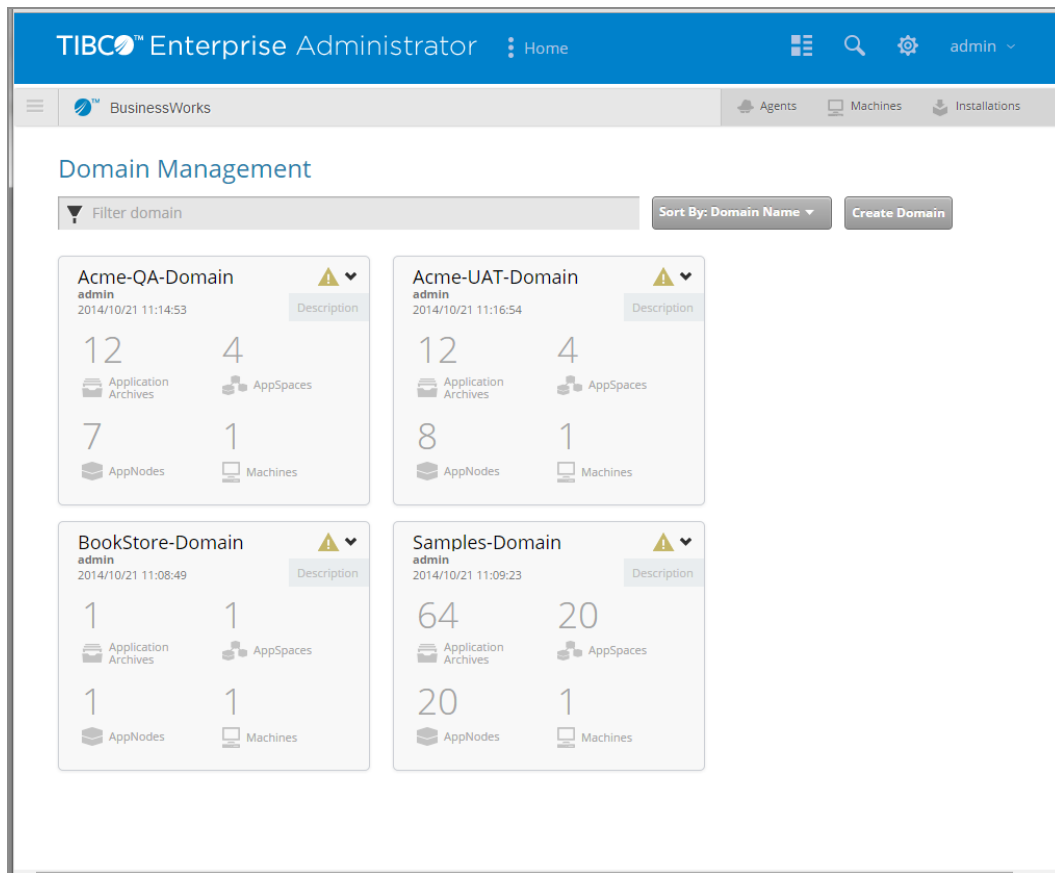 TIBCO™ Enterprise Administrator Home admin
™ BusinessWorks Agents Machines Installations
Domain Management
Filter domain Sort By: Domain Name Create Domain
Acme-QA-Domain
admin
2014/10/21 11:14:53 Description
12 4
Application
Archives
AppSpaces
7 1
AppNodes Machines
Acme-UAT-Domain
admin
2014/10/21 11:16:54 Description
12 4
Application
Archives
AppSpaces
8 1
AppNodes Machines
BookStore-Domain
admin
2014/10/21 11:08:49 Description
1 1
Application
Archives
AppSpaces
1 1
AppNodes Machines
Samples-Domain
admin
2014/10/21 11:09:23 Description
64 20
Application
Archives
AppSpaces
20 1
AppNodes Machines